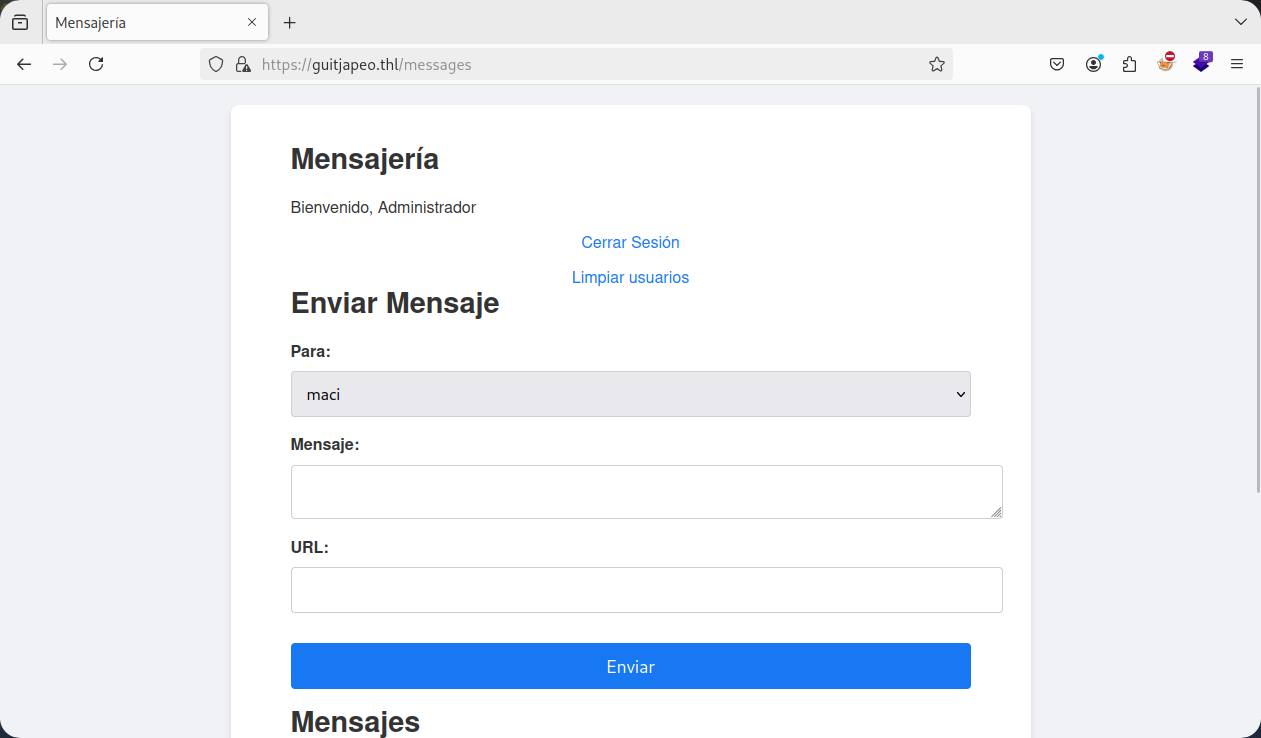 Mensajería
https://guitjapeo.thl/messages
8
Mensajería
Bienvenido, Administrador
Cerrar Sesión
Limpiar usuarios
Enviar Mensaje
Para:
maci
Mensaje:
URL:
Enviar
Mensajes